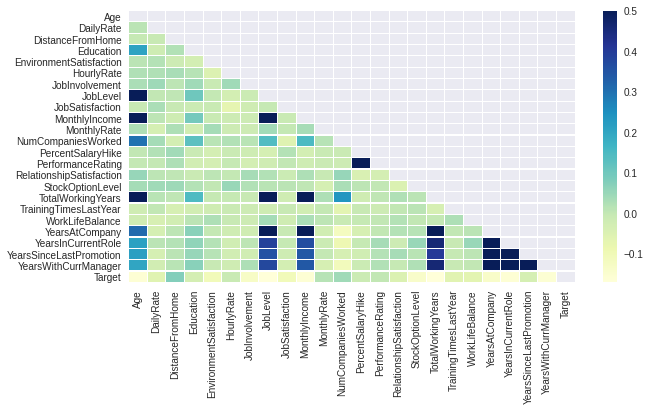 Age
DailyRate
DistanceFromHome
Education
EnvironmentSatisfaction
HourlyRate
JobInvolvement
JobLevel
JobSatisfaction
MonthlyIncome
MonthlyRate
NumCompaniesWorked
PercentSalaryHike
PerformanceRating
RelationshipSatisfaction
StockOptionLevel
TotalWorkingYears
TrainingTimesLastYear
WorkLifeBalance
YearsAtCompany
YearsInCurrentRole
YearsSinceLastPromotion
YearsWithCurrManager
Target
Age
DailyRate
DistanceFromHome
Education
EnvironmentSatisfaction
HourlyRate
JobInvolvement
JobLevel
JobSatisfaction
MonthlyIncome
MonthlyRate
NumCompaniesWorked
PercentSalaryHike
PerformanceRating
RelationshipSatisfaction
StockOptionLevel
TotalWorkingYears
TrainingTimesLastYear
WorkLifeBalance
YearsAtCompany
YearsInCurrentRole
YearsSinceLastPromotion
YearsWithCurrManager
Target
0.5
0.4
0.3
0.2
0.1
0.0
−0.1